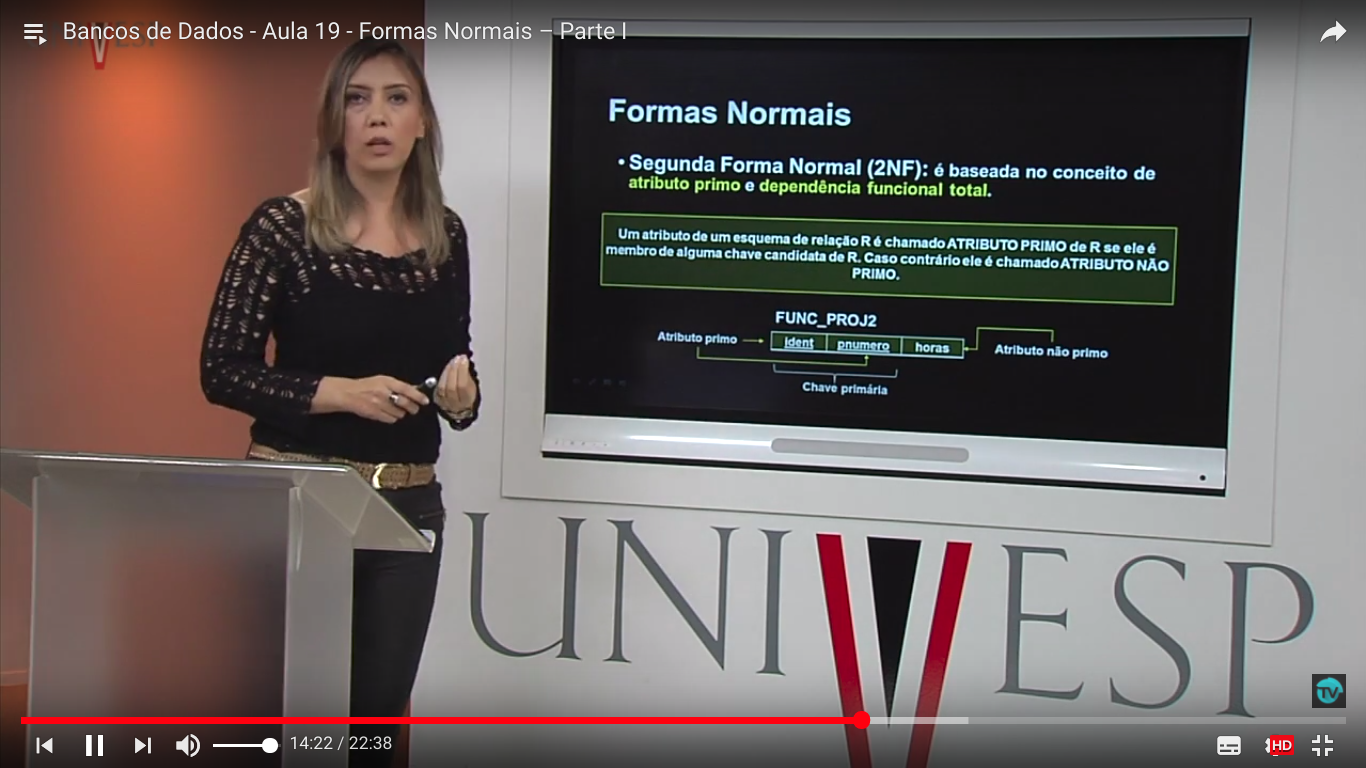 Bancos de Dados - Aula 19 - Formas Normais – Parte I
Formas Normais
• Segunda Forma Normal (2NF): é baseada no conceito de
atributo primo e dependência funcional total.
Um atributo de um esquema de relação R é chamado ATRIBUTO PRIMO de R se ele é
membro de alguma chave candidata de R. Caso contrário ele é chamado ATRIBUTO NÃO
PRIMO.
FUNC_PROJ2
Atributo primo
ident pnumero horas
Atributo não primo
Chave primária
UNIVESP
TV
14:22 / 22:38
HD